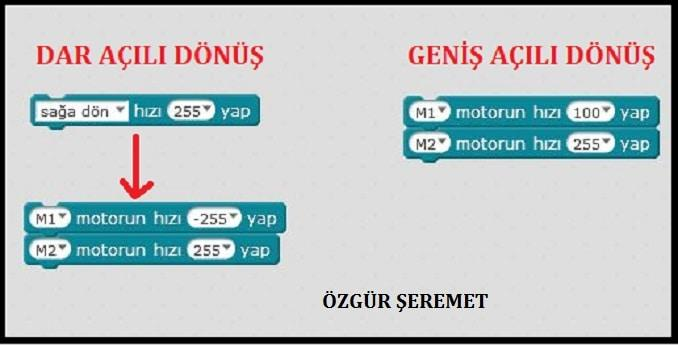 DAR AÇILI DÖNÜŞ
sağa dön hızı 255 yap
M1 motorun hızı -255 yap
M2 motorun hızı 255 yap
GENİŞ AÇILI DÖNÜŞ
M1 motorun hızı 100 yap
M2 motorun hızı 255 yap
ÖZGÜR ŞEREMET